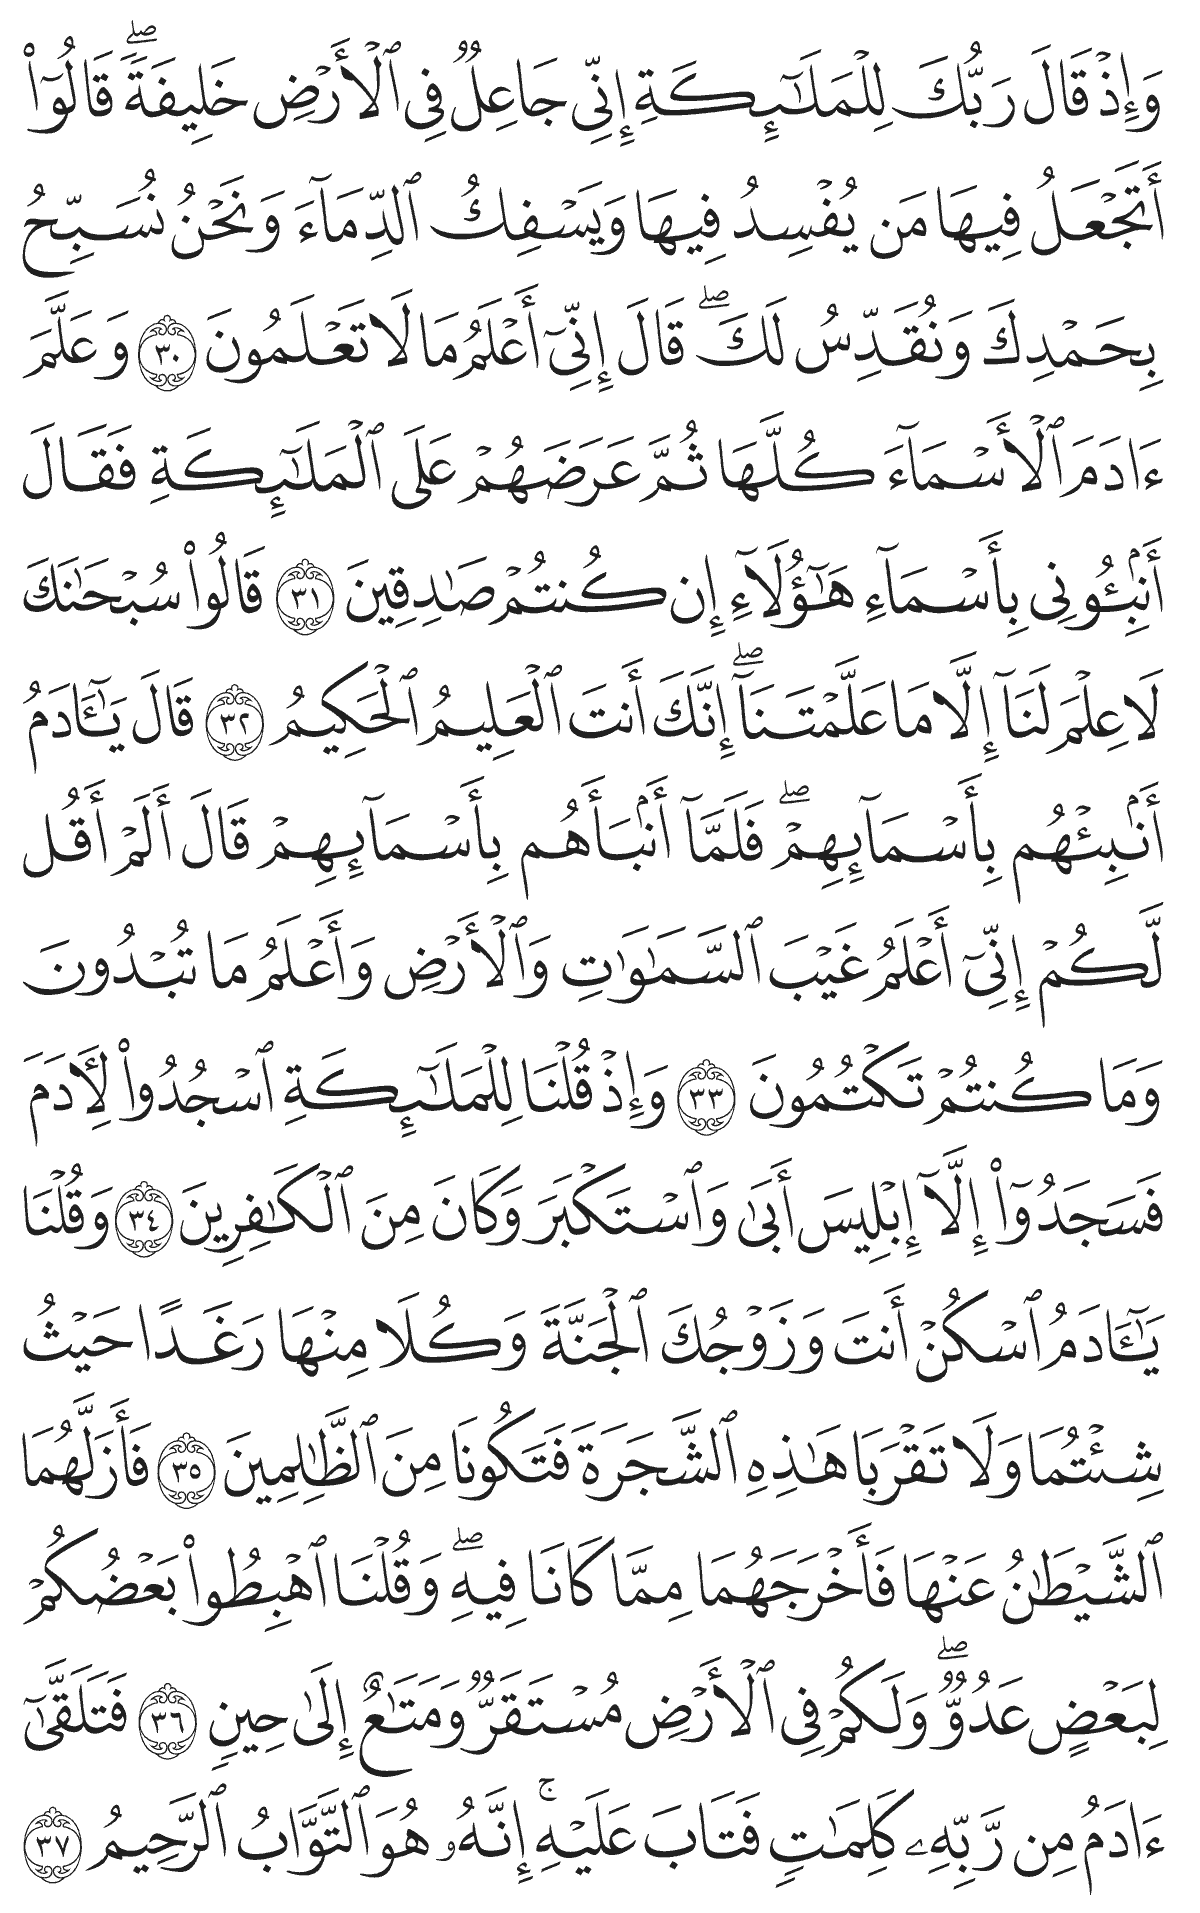 وَإِذۡ قَالَ رَبُّكَ لِلۡمَلَٰٓئِكَةِ إِنِّي جَاعِلٞ فِي ٱلۡأَرۡضِ خَلِيفَةٗۖ قَالُوٓاْ
أَتَجۡعَلُ فِيهَا مَن يُفۡسِدُ فِيهَا وَيَسۡفِكُ ٱلدِّمَآءَ وَنَحۡنُ نُسَبِّحُ
بِحَمۡدِكَ وَنُقَدِّسُ لَكَۖ قَالَ إِنِّيٓ أَعۡلَمُ مَا لَا تَعۡلَمُونَ ٣٠ وَعَلَّمَ
ءَادَمَ ٱلۡأَسۡمَآءَ كُلَّهَا ثُمَّ عَرَضَهُمۡ عَلَى ٱلۡمَلَٰٓئِكَةِ فَقَالَ
أَنۢبِـُٔونِي بِأَسۡمَآءِ هَٰٓؤُلَآءِ إِن كُنتُمۡ صَٰدِقِينَ ٣١ قَالُواْ سُبۡحَٰنَكَ
لَا عِلۡمَ لَنَآ إِلَّا مَا عَلَّمۡتَنَآۖ إِنَّكَ أَنتَ ٱلۡعَلِيمُ ٱلۡحَكِيمُ ٣٢ قَالَ يَٰٓـَٔادَمُ
أَنۢبِئۡهُم بِأَسۡمَآئِهِمۡۖ فَلَمَّآ أَنۢبَأَهُم بِأَسۡمَآئِهِمۡ قَالَ أَلَمۡ أَقُل
لَّكُمۡ إِنِّيٓ أَعۡلَمُ غَيۡبَ ٱلسَّمَٰوَٰتِ وَٱلۡأَرۡضِ وَأَعۡلَمُ مَا تُبۡدُونَ
وَمَا كُنتُمۡ تَكۡتُمُونَ ٣٣ وَإِذۡ قُلۡنَا لِلۡمَلَٰٓئِكَةِ ٱسۡجُدُواْ لِأٓدَمَ
فَسَجَدُوٓاْ إِلَّآ إِبۡلِيسَ أَبَىٰ وَٱسۡتَكۡبَرَ وَكَانَ مِنَ ٱلۡكَٰفِرِينَ ٣٤ وَقُلۡنَا
يَٰٓـَٔادَمُ ٱسۡكُنۡ أَنتَ وَزَوۡجُكَ ٱلۡجَنَّةَ وَكُلَا مِنۡهَا رَغَدًا حَيۡثُ
شِئۡتُمَا وَلَا تَقۡرَبَا هَٰذِهِ ٱلشَّجَرَةَ فَتَكُونَا مِنَ ٱلظَّٰلِمِينَ ٣٥ فَأَزَلَّهُمَا
ٱلشَّيۡطَٰنُ عَنۡهَا فَأَخۡرَجَهُمَا مِمَّا كَانَا فِيهِۖ وَقُلۡنَا ٱهۡبِطُواْ بَعۡضُكُمۡ
لِبَعۡضٍ عَدُوّٞۖ وَلَكُمۡ فِي ٱلۡأَرۡضِ مُسۡتَقَرّٞ وَمَتَٰعٌ إِلَىٰ حِينٖ ٣٦ فَتَلَقَّىٰٓ
ءَادَمُ مِن رَّبِّهِۦ كَلِمَٰتٖ فَتَابَ عَلَيۡهِۚ إِنَّهُۥ هُوَ ٱلتَّوَّابُ ٱلرَّحِيمُ ٣٧